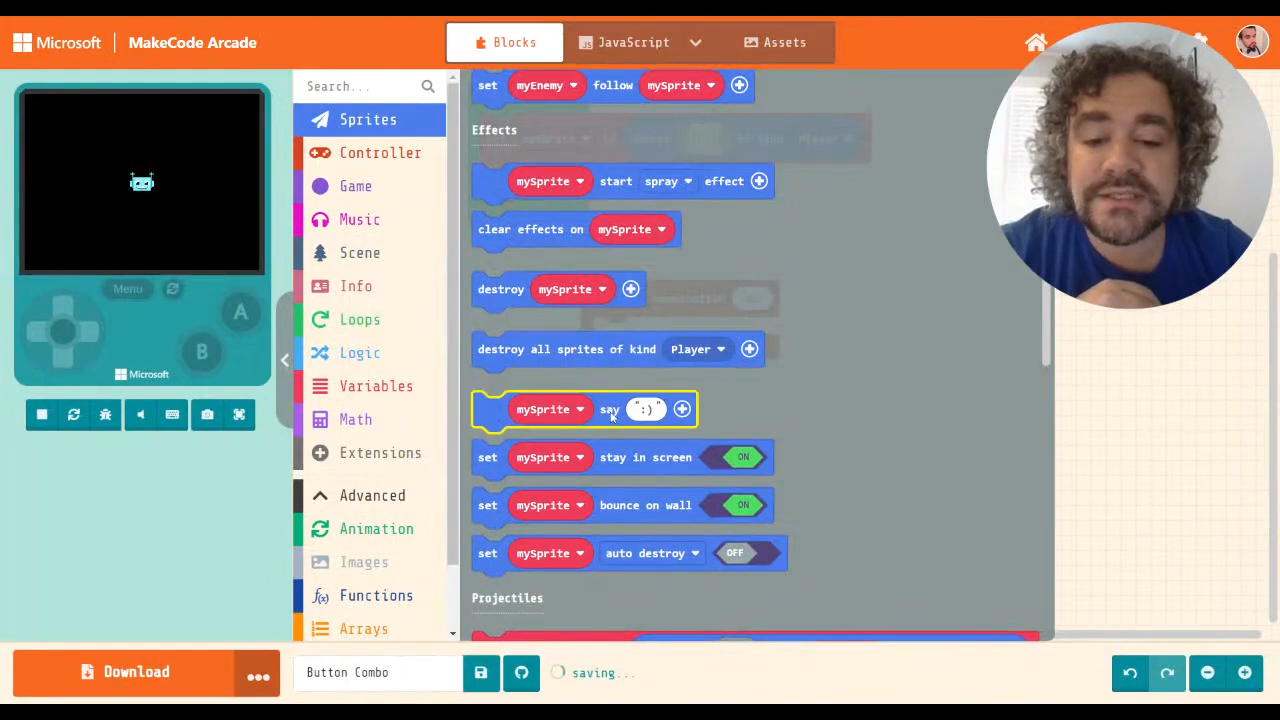 Microsoft | MakeCode Arcade
Blocks
JavaScript
Assets
Search...
Sprites
Controller
Game
Music
Scene
Info
Loops
Logic
Variables
Math
Extensions
Advanced
Animation
Images
Functions
Arrays
Menu
A
B
Microsoft
set myEnemy follow mySprite
Effects
mySprite start spray effect
clear effects on mySprite
destroy mySprite
destroy all sprites of kind Player
mySprite say ":)"
set mySprite stay in screen ON
set mySprite bounce on wall ON
set mySprite auto destroy OFF
Projectiles
Download
Button Combo
saving...